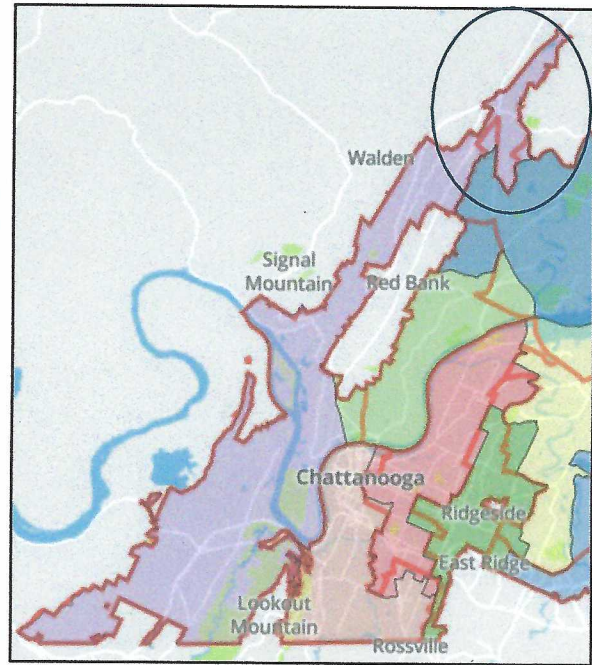 Walden
Signal
Mountain
Red Bank
Chattanooga
Ridgeside
East Ridge
Lookout
Mountain
Rossville